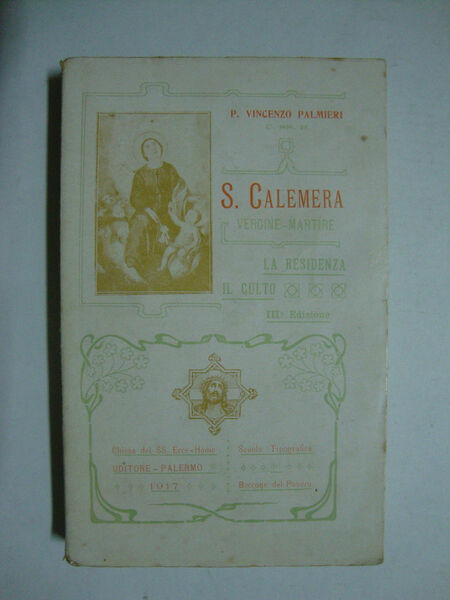 P. VINCENZO PALMIERI
S. CALEMERA
VERGINE-MARTIRE
LA RESIDENZA
IL CULTO
IIIa Edizione
Chiesa del SS. Ecce-Homo
UDITORE - PALERMO
1917
Scuola Tipografica
Boccone del Povero